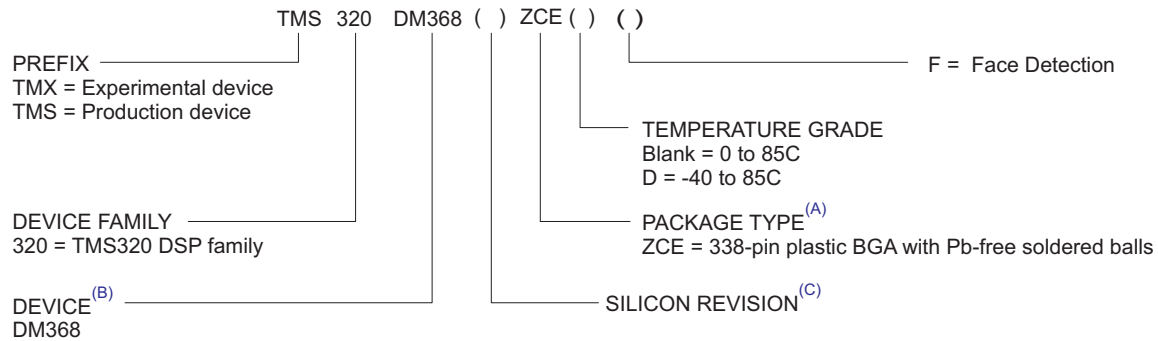 TMS 320 DM368 ( ) ZCE ( ) ( )
PREFIX
TMX = Experimental device
TMS = Production device
F = Face Detection
TEMPERATURE GRADE
Blank = 0 to 85C
D = -40 to 85C
DEVICE FAMILY
320 = TMS320 DSP family
PACKAGE TYPE(A)
ZCE = 338-pin plastic BGA with Pb-free soldered balls
DEVICE(B)
DM368
SILICON REVISION(C)